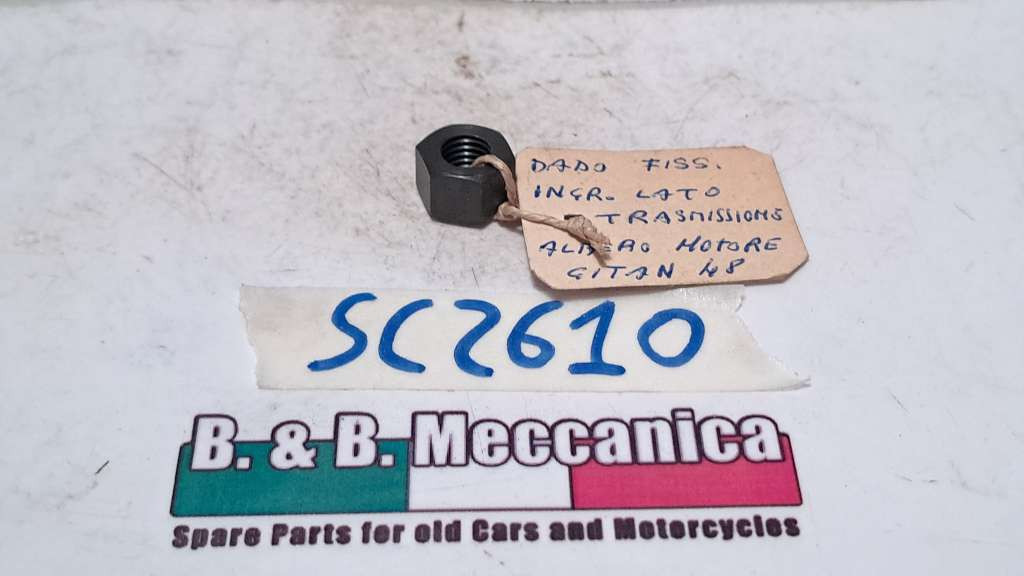 DADO FISS.
INGR. LATO
TRASMISSIONE
ALBERO MOTORE
GITAN 48
SC2610
B. & B. Meccanica
Spare Parts for old Cars and Motorcycles